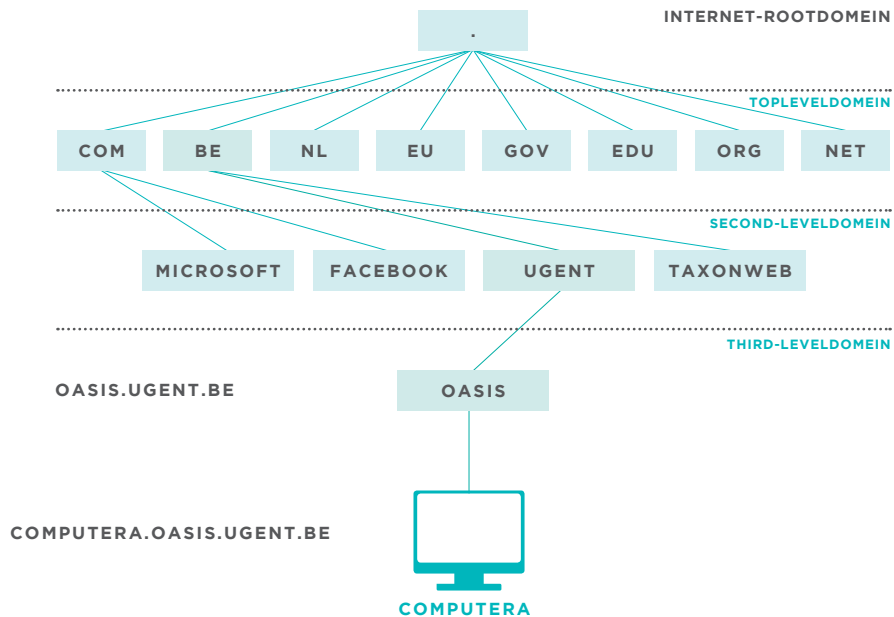 INTERNET-ROOTDOMEIN
.
TOPLEVELDOMEIN
COM BE NL EU GOV EDU ORG NET
SECOND-LEVELDOMEIN
MICROSOFT FACEBOOK UGENT TAXONWEB
THIRD-LEVELDOMEIN
OASIS.UGENT.BE OASIS
COMPUTERA.OASIS.UGENT.BE
COMPUTERA